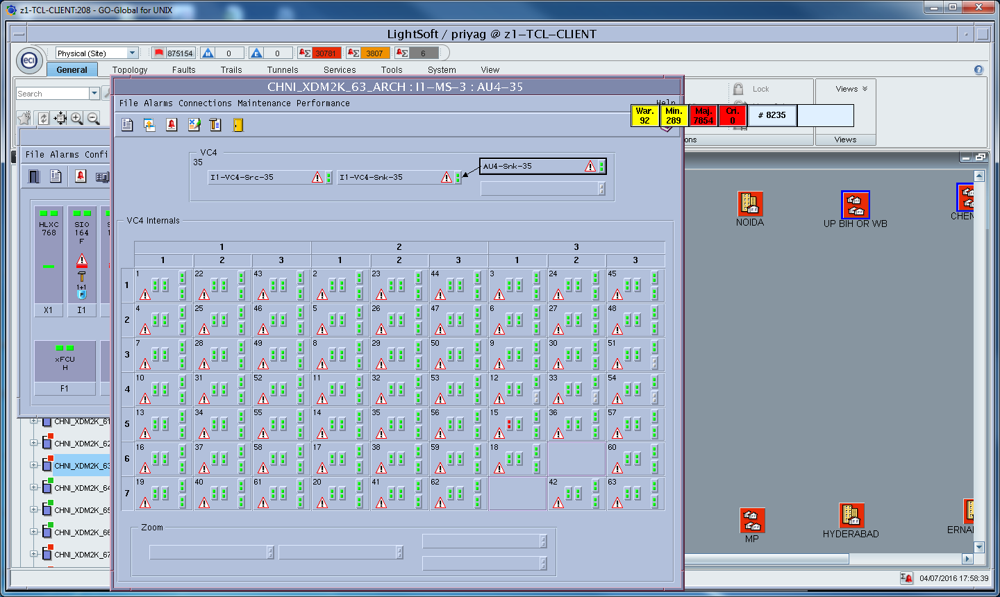 z1-TCL-CLIENT:208 - GO-Global for UNIX
LightSoft / priyag @ z1-TCL-CLIENT
ECI
Physical (Site) 875154 M 0 E 0 30781 3807 6
General Topology Faults Trails Tunnels Services Tools System View
Search
Lock
Views
Views
CHNI_XDM2K_63_ARCH : I1-MS-3 : AU4-35
File Alarms Connections Maintenance Performance Help
War. 92 Min. 289 Maj. 7854 Cri. 0 # 8235
VC4
35
I1-VC4-Src-35 I1-VC4-Snk-35 AU4-Snk-35
VC4 Internals
1 2 3
1 2 3 1 2 3 1 2 3
1 1 22 43 2 23 44 3 24 45
2 4 25 46 5 26 47 6 27 48
3 7 28 49 8 29 50 9 30 51
4 10 31 52 11 32 53 12 33 54
5 13 34 55 14 35 56 15 36 57
6 16 37 58 17 38 59 18 60
7 19 40 61 20 41 62 42 63
Zoom
File Alarms Confi
HLXC
768
X1
SIO
164
F
1+1
P
I1
xFCU
H
F1
CHNI_XDM2K_61
CHNI_XDM2K_62
CHNI_XDM2K_63
CHNI_XDM2K_64
CHNI_XDM2K_65
CHNI_XDM2K_66
CHNI_XDM2K_67
NOIDA
UP BIH OR WB
CHEN
MP
HYDERABAD
ERNA
04/07/2016 17:58:39